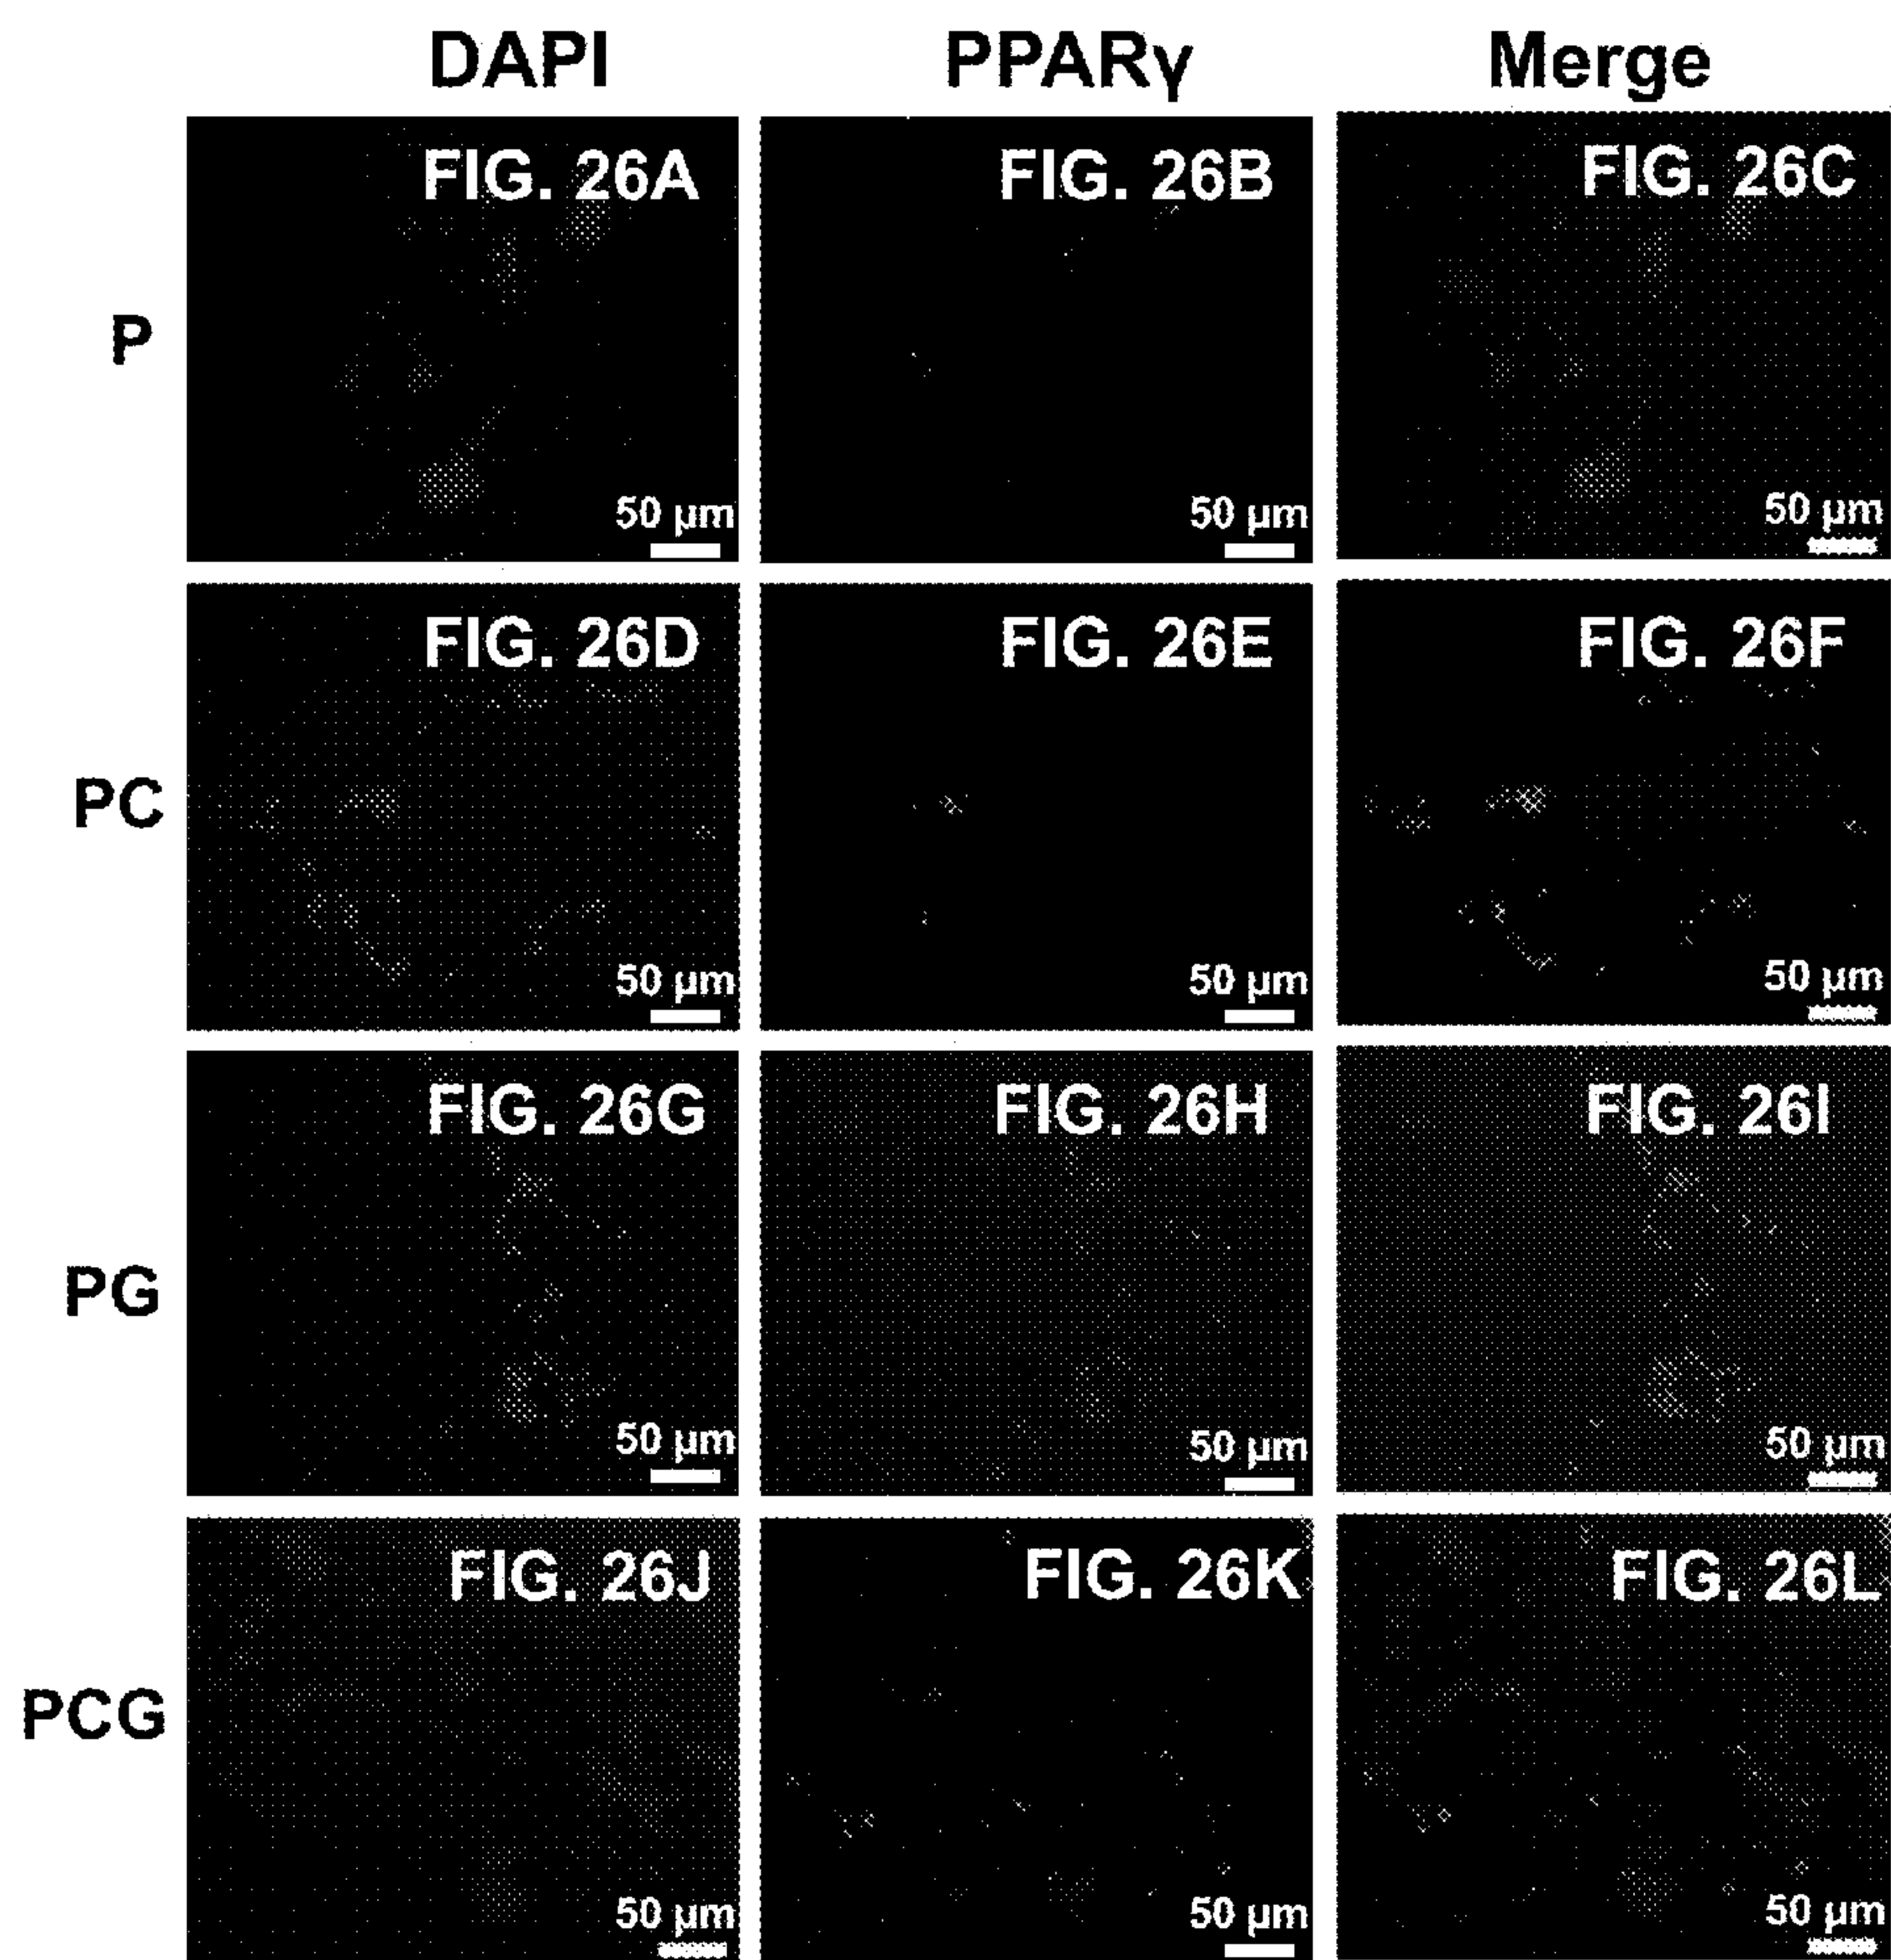 DAPI PPARγ Merge
P
FIG. 26A
50 µm
FIG. 26B
50 µm
FIG. 26C
50 µm
PC
FIG. 26D
50 µm
FIG. 26E
50 µm
FIG. 26F
50 µm
PG
FIG. 26G
50 µm
FIG. 26H
50 µm
FIG. 26I
50 µm
PCG
FIG. 26J
50 µm
FIG. 26K
50 µm
FIG. 26L
50 µm